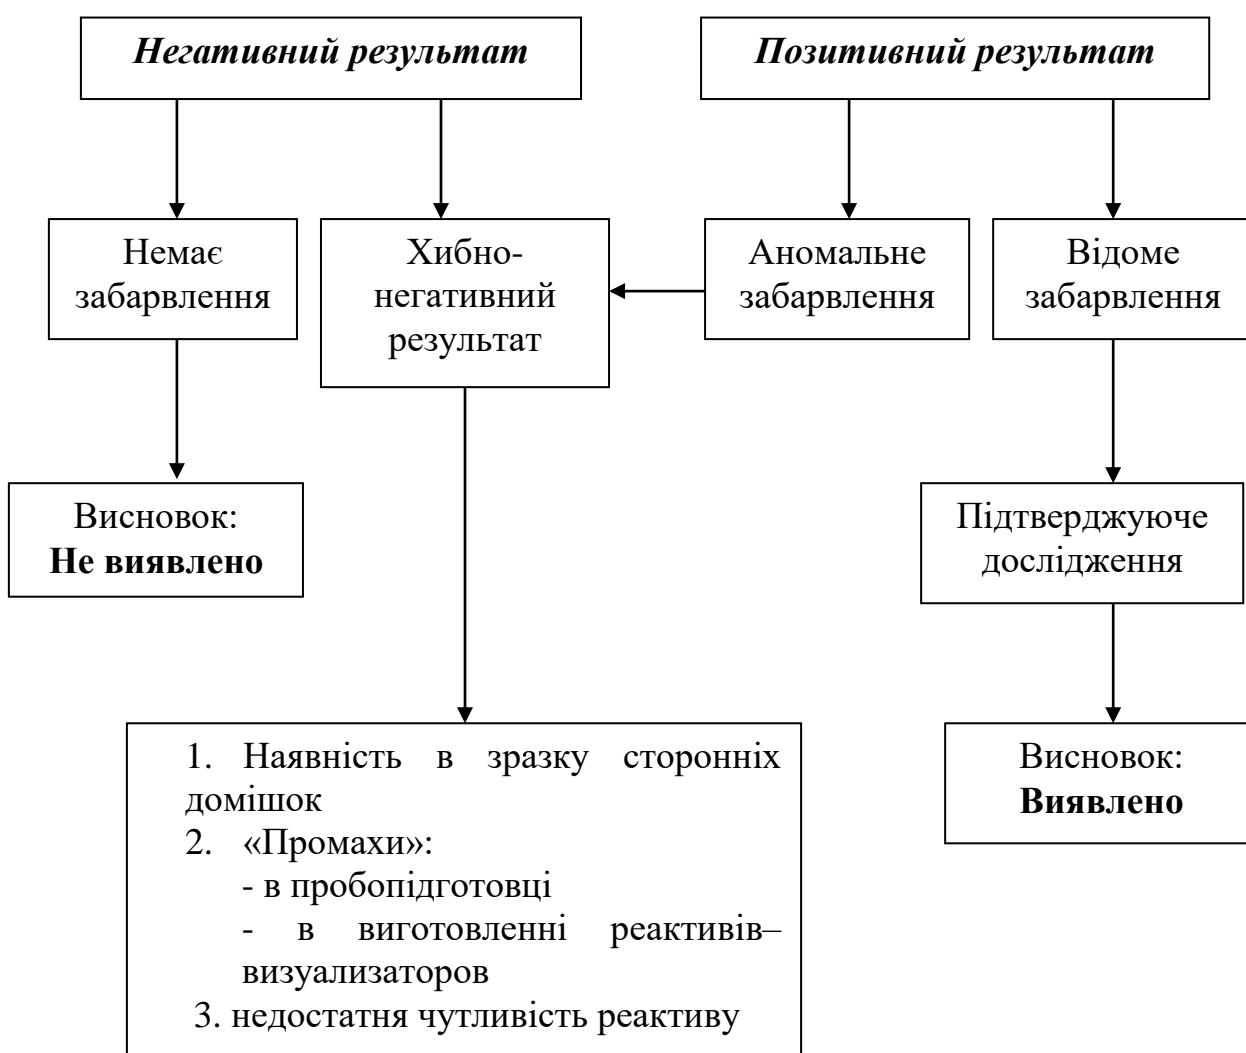 Негативний результат
Позитивний результат
Немає
забарвлення
Хибно-
негативний
результат
Аномальне
забарвлення
Відоме
забарвлення
Висновок:
Не виявлено
Підтверджуюче
дослідження
1. Наявність в зразку сторонніх
домішок
2. «Промахи»:
- в пробопідготовці
- в виготовленні реактивів–
визуализаторов
3. недостатня чутливість реактиву
Висновок:
Виявлено